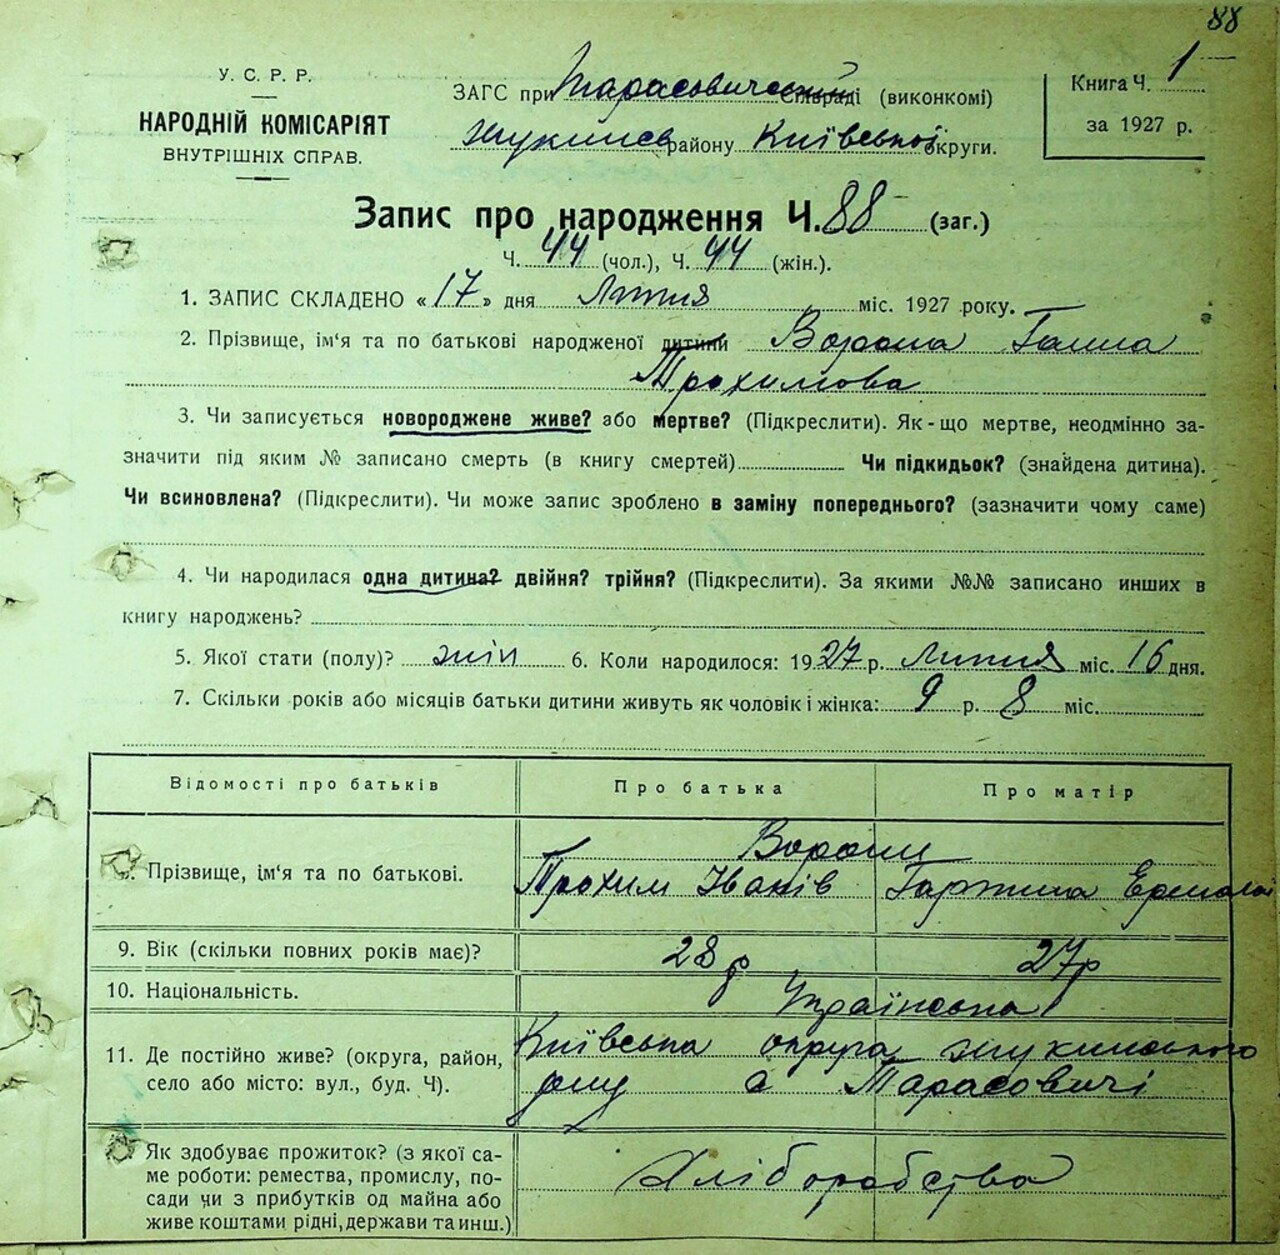 88
У. С. Р. Р.
НАРОДНІЙ КОМІСАРІЯТ
ВНУТРІШНІХ СПРАВ.
ЗАГС при Тарасовической Сільраді (виконкомі)
Жукинсь району Київської округи.
Книга Ч. 1
за 1927 р.
Запис про народження Ч. 88 (заг.)
Ч. 44 (чол.), Ч. 44 (жін.).
1. ЗАПИС СКЛАДЕНО «17» дня Липня міс. 1927 року.
2. Прізвище, ім'я та по батькові народженої дитини Ворона Ганна
Трохимова
3. Чи записується новороджене живе? або мертве? (Підкреслити). Як-що мертве, неодмінно за-
значити під яким № записано смерть (в книгу смертей) Чи підкидьок? (знайдена дитина).
Чи всиновлена? (Підкреслити). Чи може запис зроблено в заміну попереднього? (зазначити чому саме)
4. Чи народилася одна дитина? двійня? трійня? (Підкреслити). За якими №№ записано инших в
книгу народжень?
5. Якої стати (полу)? жін 6. Коли народилося: 1927 р. Липня міс. 16 дня.
7. Скільки років або місяців батьки дитини живуть як чоловік і жінка: 9 р. 8 міс.
Відомості про батьків Про батька Про матір
Ворони
Прізвище, ім'я та по батькові. Трохим Іванів Гарпина
9. Вік (скільки повних років має)? 28 р 27 р
10. Національність. Українська
11. Де постійно живе? (округа, район, Київська округа Жукинського
село або місто: вул., буд. Ч). р-ну с Тарасовичі
Як здобуває прожиток? (з якої са-
ме роботи: ремества, промислу, по- Хліборобство
сади чи з прибутків од майна або
живе коштами рідні, держави та инш.)